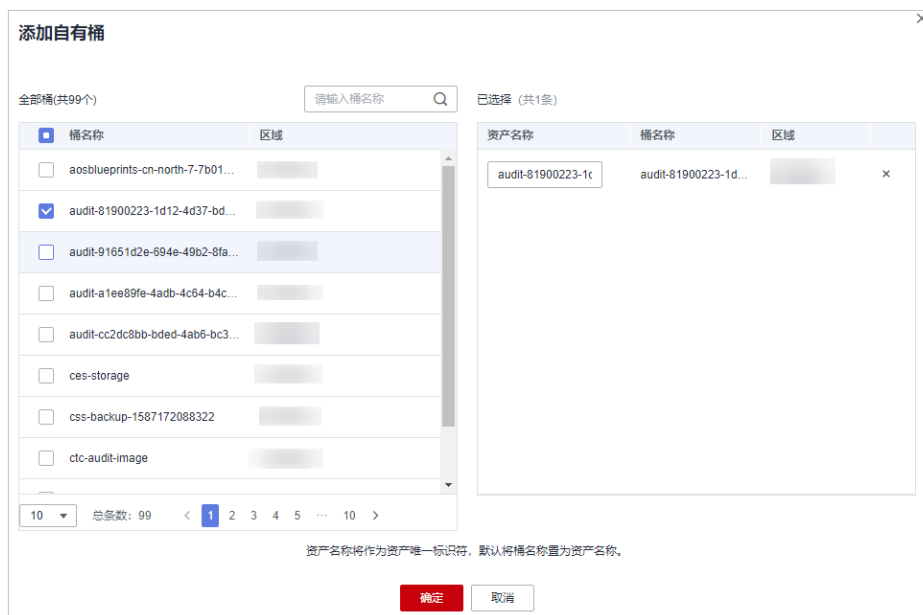 添加自有桶
全部桶(共99个)
请输入桶名称
桶名称 区域
aosblueprints-cn-north-7-7b01...
audit-81900223-1d12-4d37-bd...
audit-91651d2e-694e-49b2-8fa...
audit-a1ee89fe-4adb-4c64-b4c...
audit-cc2dc8bb-bded-4ab6-bc3...
ces-storage
css-backup-1587172088322
ctc-audit-image
10 总条数: 99 < 1 2 3 4 5 ... 10 >
已选择 (共1条)
资产名称 桶名称 区域
audit-81900223-1c audit-81900223-1d... ×
资产名称将作为资产唯一标识符，默认将桶名称置为资产名称。
确定 取消